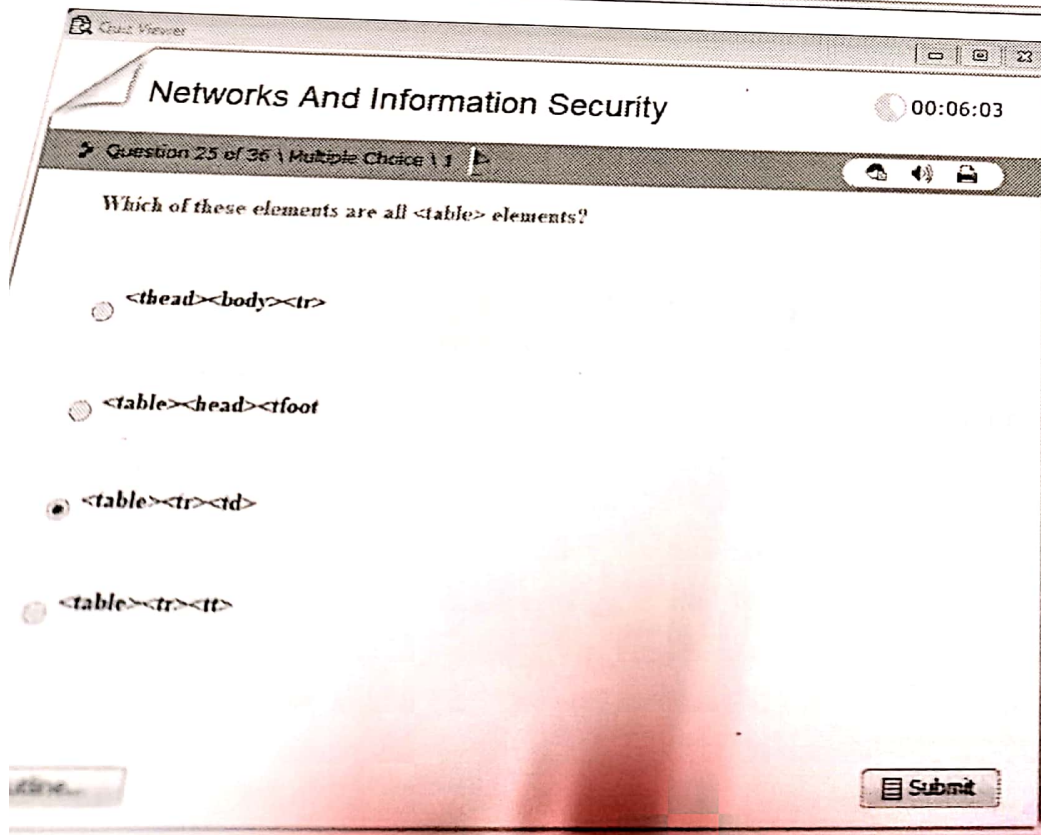 Quiz Viewer
Networks And Information Security
00:06:03
Question 25 of 36 \ Multiple Choice \ 1
Which of these elements are all <table> elements?
<thead><body><tr>
<table><head><tfoot
<table><tr><td>
<table><tr><tt>
Submit